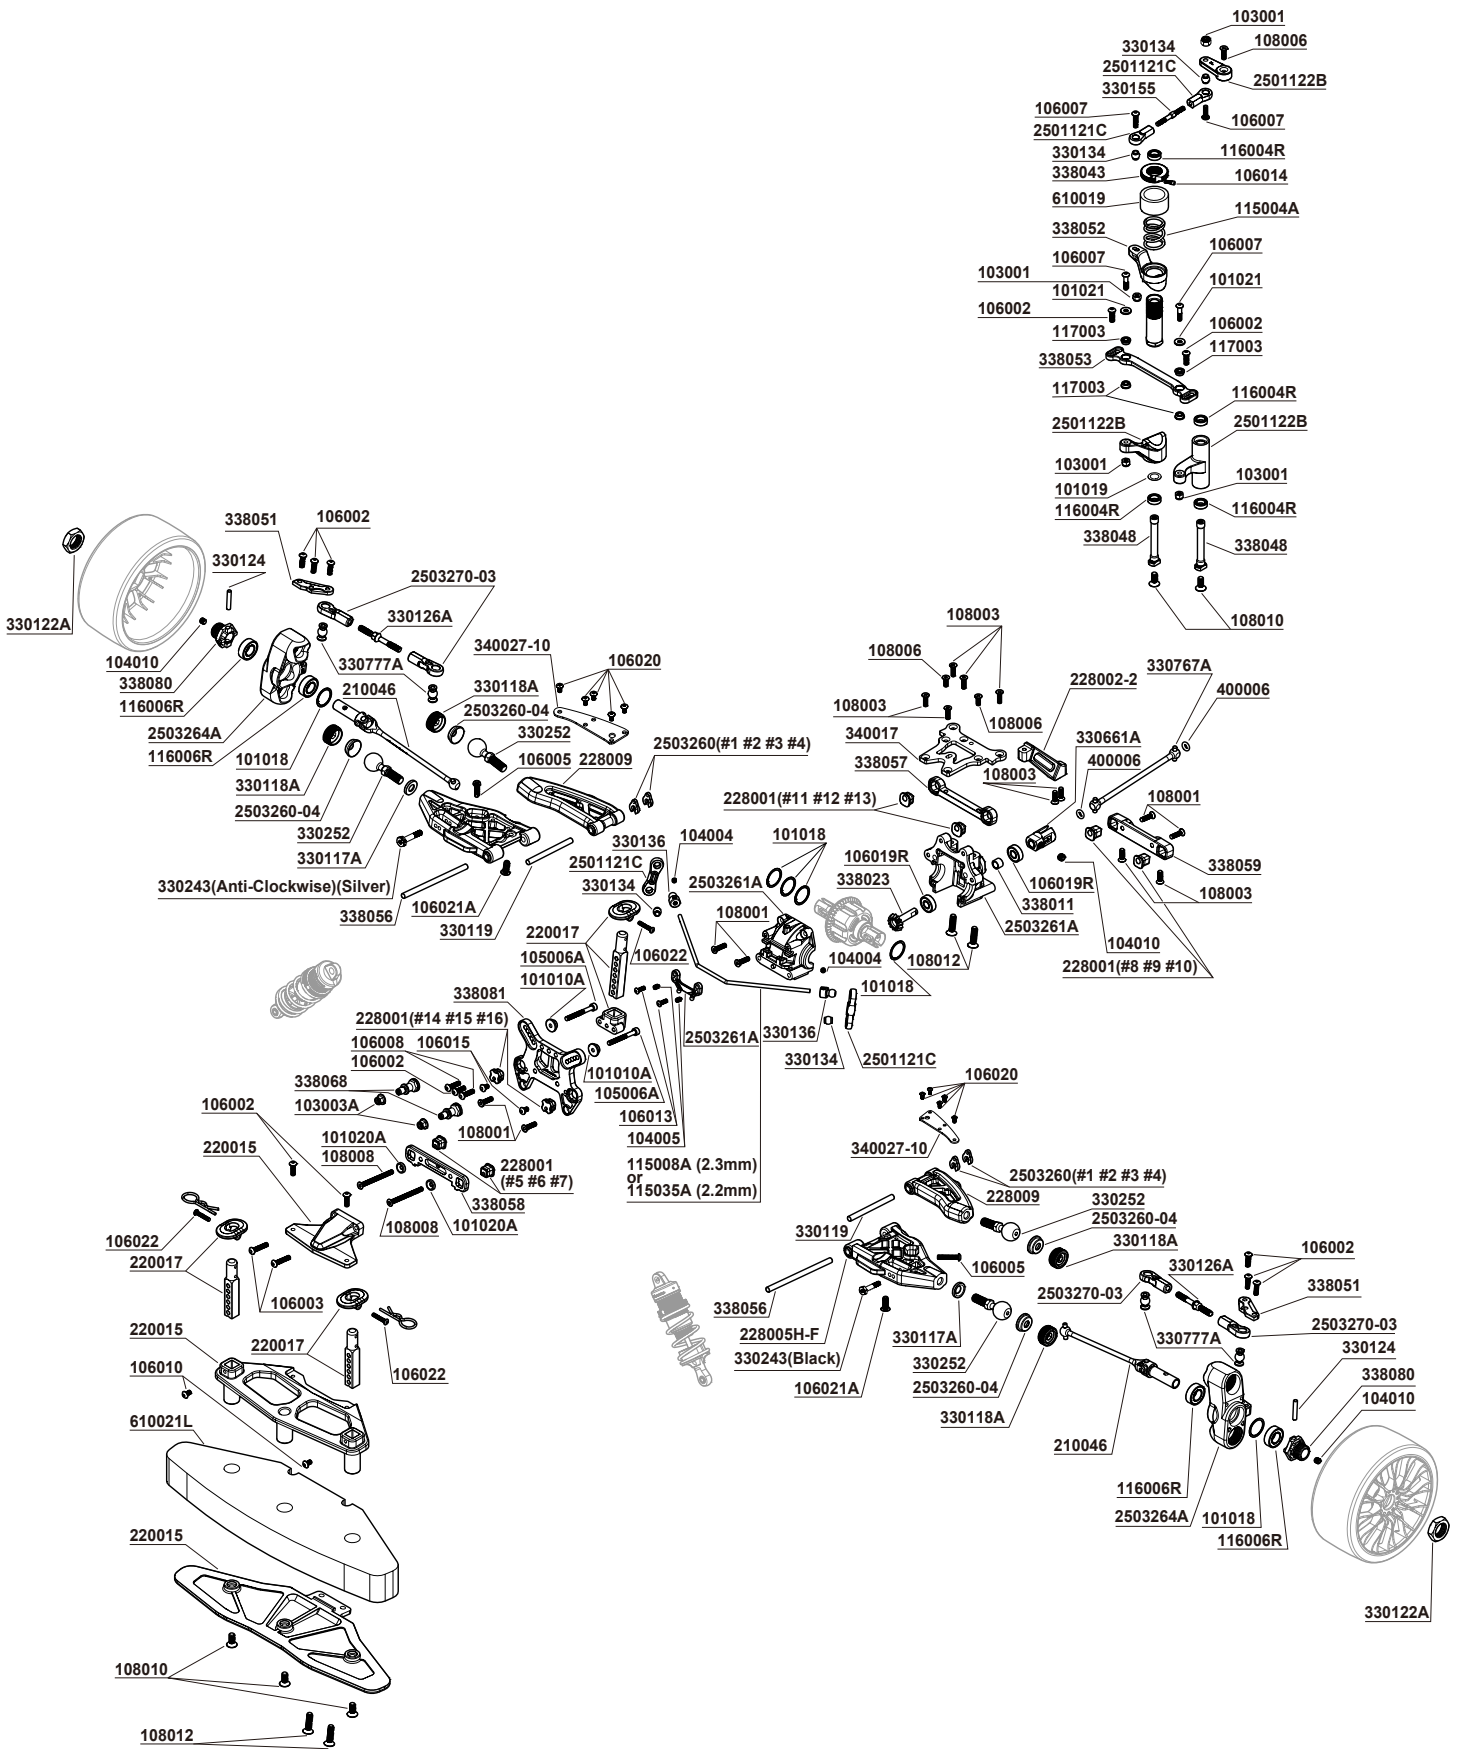 103001
108006
330134
2501121C
2501122B
330155
106007
106007
2501121C
330134
116004R
338043
106014
610019
115004A
338052
106007
106007
103001
101021
101021
106002
106002
117003
117003
338053
117003
116004R
2501122B
2501122B
103001
103001
101019
116004R
116004R
338048
338048
108010
338051
106002
330124
2503270-03
330122A
330126A
340027-10
106020
104010
330777A
338080
330118A
210046
116006R
2503260-04
2503264A
330252
116006R
101018
106005
228009
2503260(#1 #2 #3 #4)
330118A
2503260-04
330252
330117A
330243(Anti-Clockwise)(Silver)
338056
106021A
330119
108003
108006
330767A
228002-2
400006
108003
108006
340017
330661A
338057
108003
400006
228001(#11 #12 #13)
108001
104004
330136
101018
2501121C
106019R
338059
330134
2503261A
338023
106019R
108003
338011
108001
2503261A
220017
104010
106022
108012
228001(#8 #9 #10)
105006A
104004
101010A
101018
338081
228001(#14 #15 #16)
330136
2503261A
106008
106015
330134
2501121C
106002
101010A
338068
105006A
106002
103003A
106013
108001
104005
101020A
220015
108008
228001
(#5 #6 #7)
115008A (2.3mm)
or
115035A (2.2mm)
338058
108008
101020A
106022
220017
106003
220015
220017
106010
106022
610021L
220015
108010
108012
106020
340027-10
2503260(#1 #2 #3 #4)
228009
330252
2503260-04
330119
330118A
106002
106005
330126A
338056
2503270-03
338051
228005H-F
330117A
2503270-03
330777A
330243(Black)
330252
330124
106021A
2503260-04
338080
330118A
104010
210046
116006R
2503264A
101018
116006R
330122A